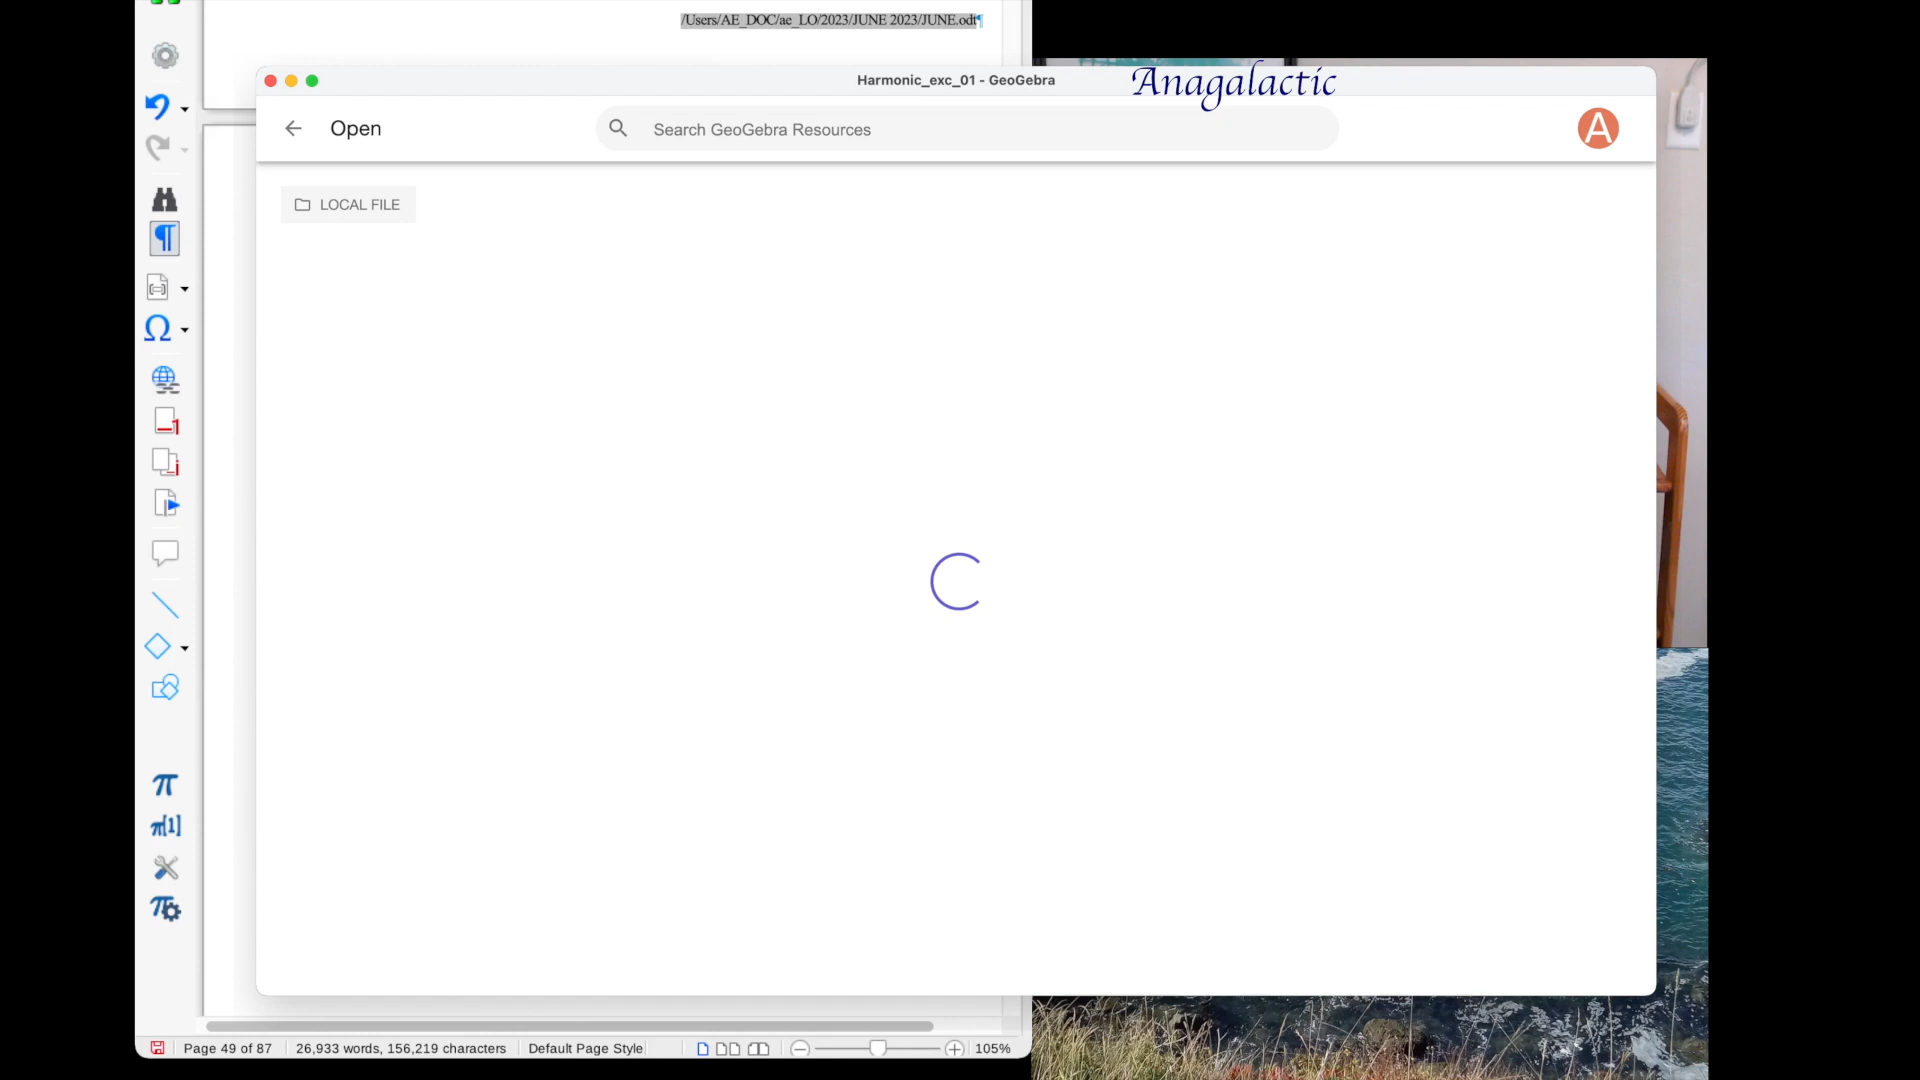 /Users/AE_DOC/ae_LO/2023/JUNE 2023/JUNE.odt¶
Harmonic_exc_01 - GeoGebra
Anagalactic
Open
Search GeoGebra Resources
A
LOCAL FILE
Page 49 of 87
26,933 words, 156,219 characters
Default Page Style
105%